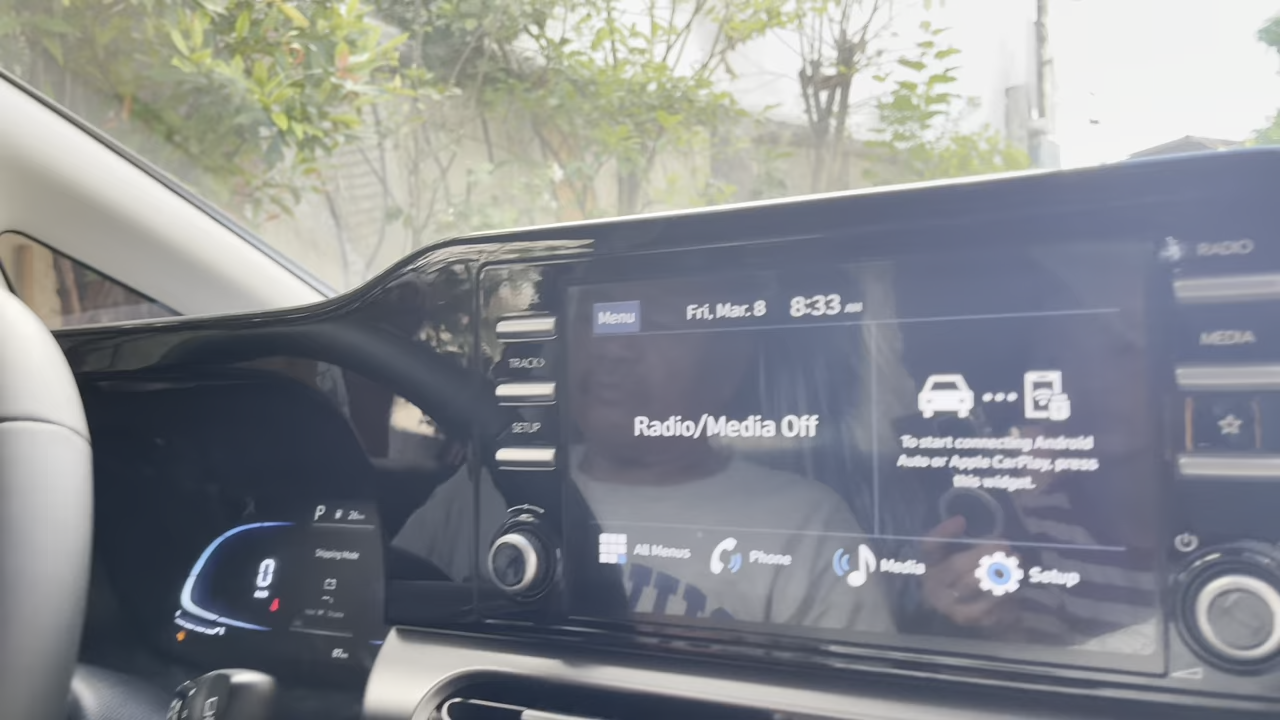 RADIO
Menu
Fri, Mar. 8
8:33 AM
MEDIA
TRACK
SETUP
Radio/Media Off
To start connecting Android
Auto or Apple CarPlay, press
this widget.
All Menus
Phone
Media
Setup
P
Shipping Mode
0